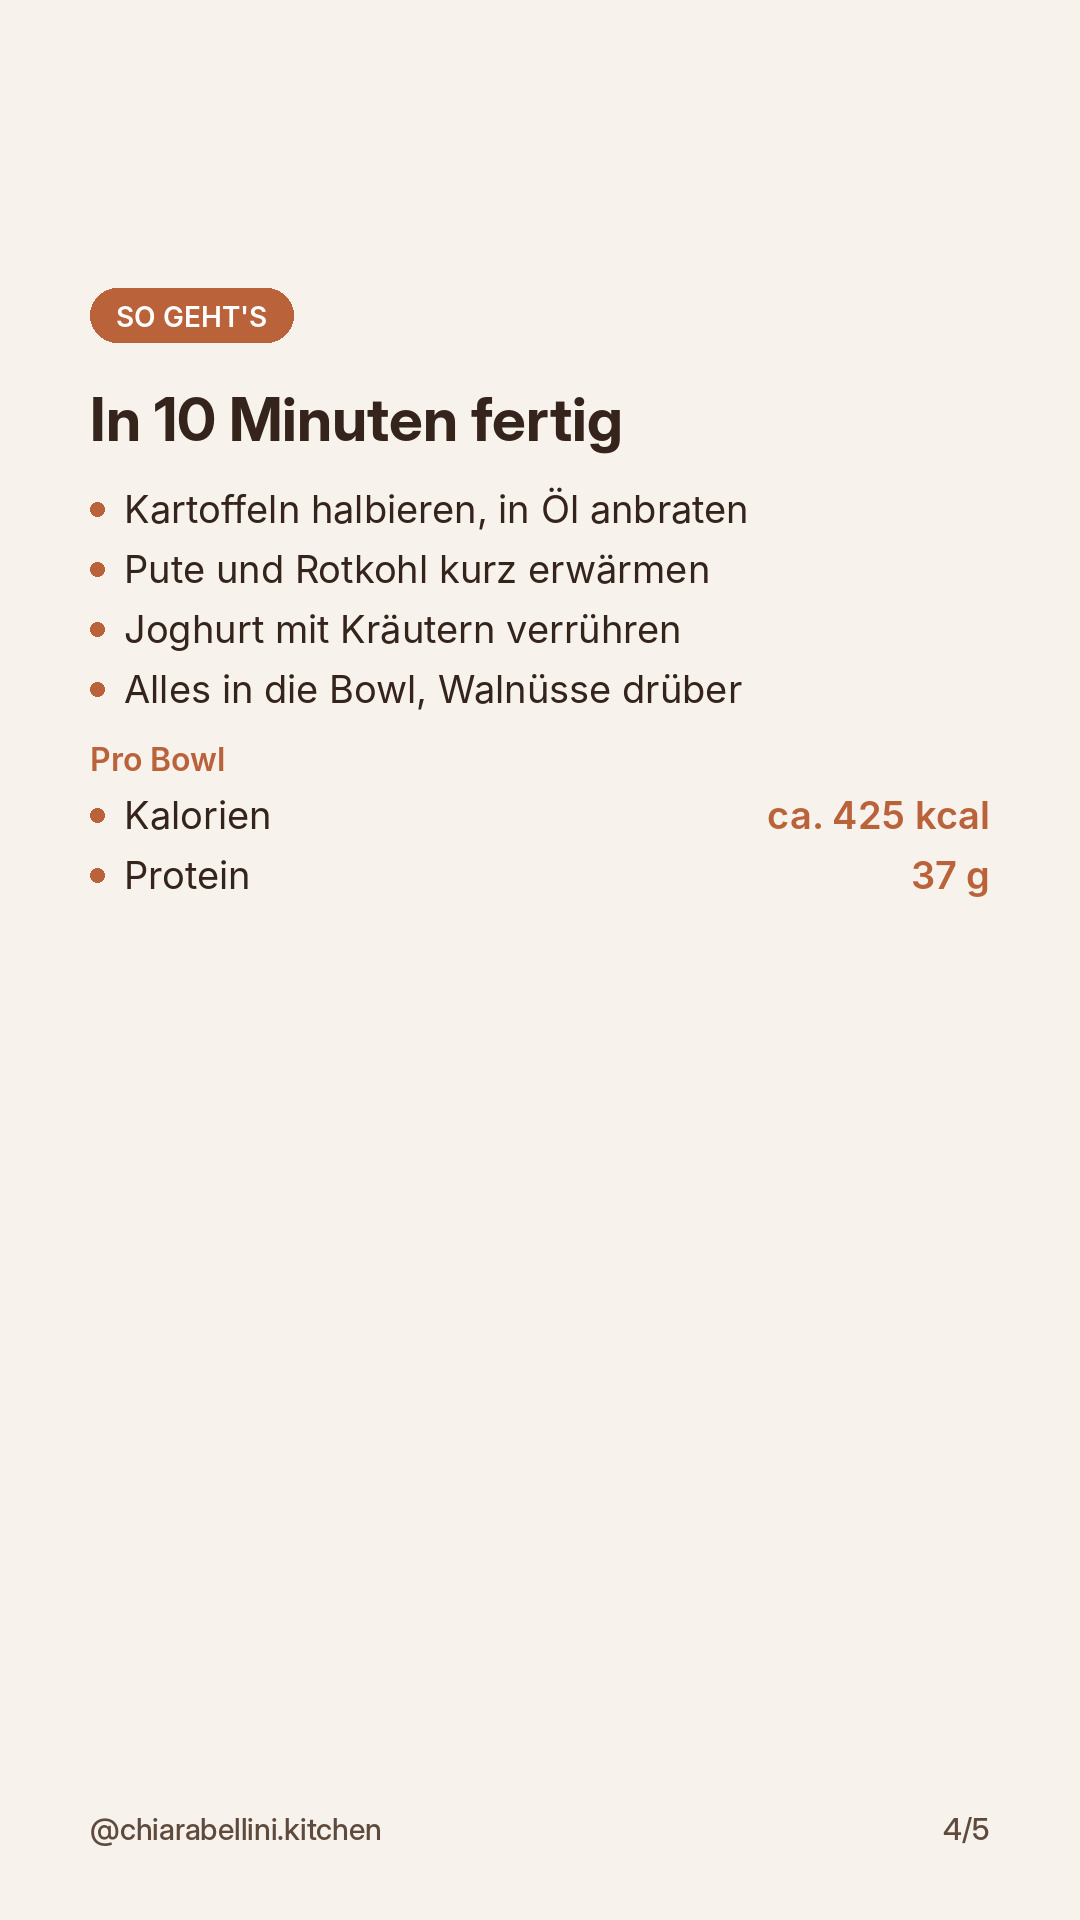 SO GEHT'S
In 10 Minuten fertig
Kartoffeln halbieren, in Öl anbraten
Pute und Rotkohl kurz erwärmen
Joghurt mit Kräutern verrühren
Alles in die Bowl, Walnüsse drüber
Pro Bowl
Kalorien ca. 425 kcal
Protein 37 g
@chiarabellini.kitchen 4/5